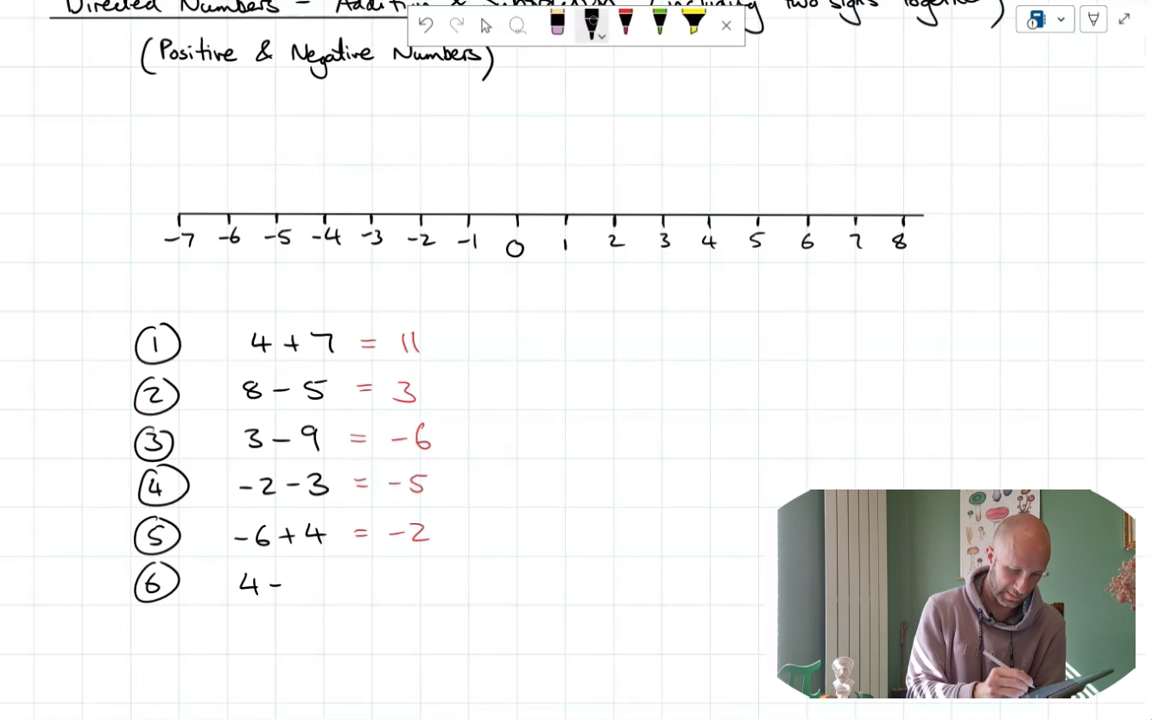 Directed Numbers -
(Positive & Negative Numbers)
-7 -6 -5 -4 -3 -2 -1 0 1 2 3 4 5 6 7 8
1 4 + 7 = 11
2 8 - 5 = 3
3 3 - 9 = -6
4 -2 - 3 = -5
5 -6 + 4 = -2
6 4 -